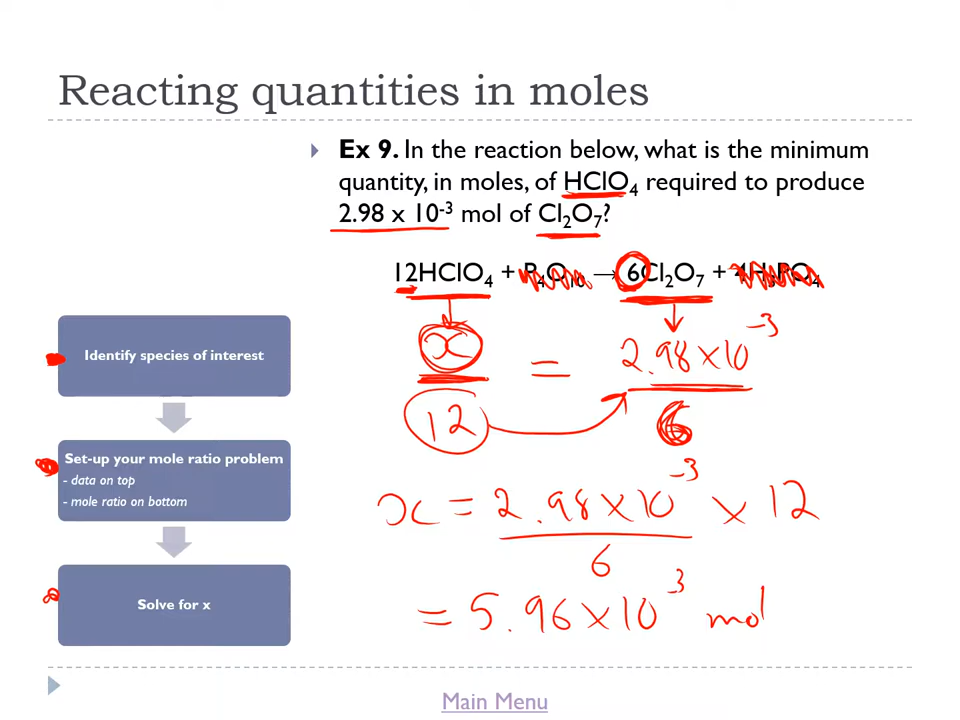 Reacting quantities in moles
Ex 9. In the reaction below, what is the minimum
quantity, in moles, of HClO₄ required to produce
2.98 x 10⁻³ mol of Cl₂O₇?
12HClO₄ + P₄O₁₀ → 6Cl₂O₇ + 4H₃PO₄
x = 2.98 × 10⁻³
12 6
x = 2.98 × 10⁻³ × 12
6
= 5.96 × 10⁻³ mol
Identify species of interest
Set-up your mole ratio problem
- data on top
- mole ratio on bottom
Solve for x
Main Menu